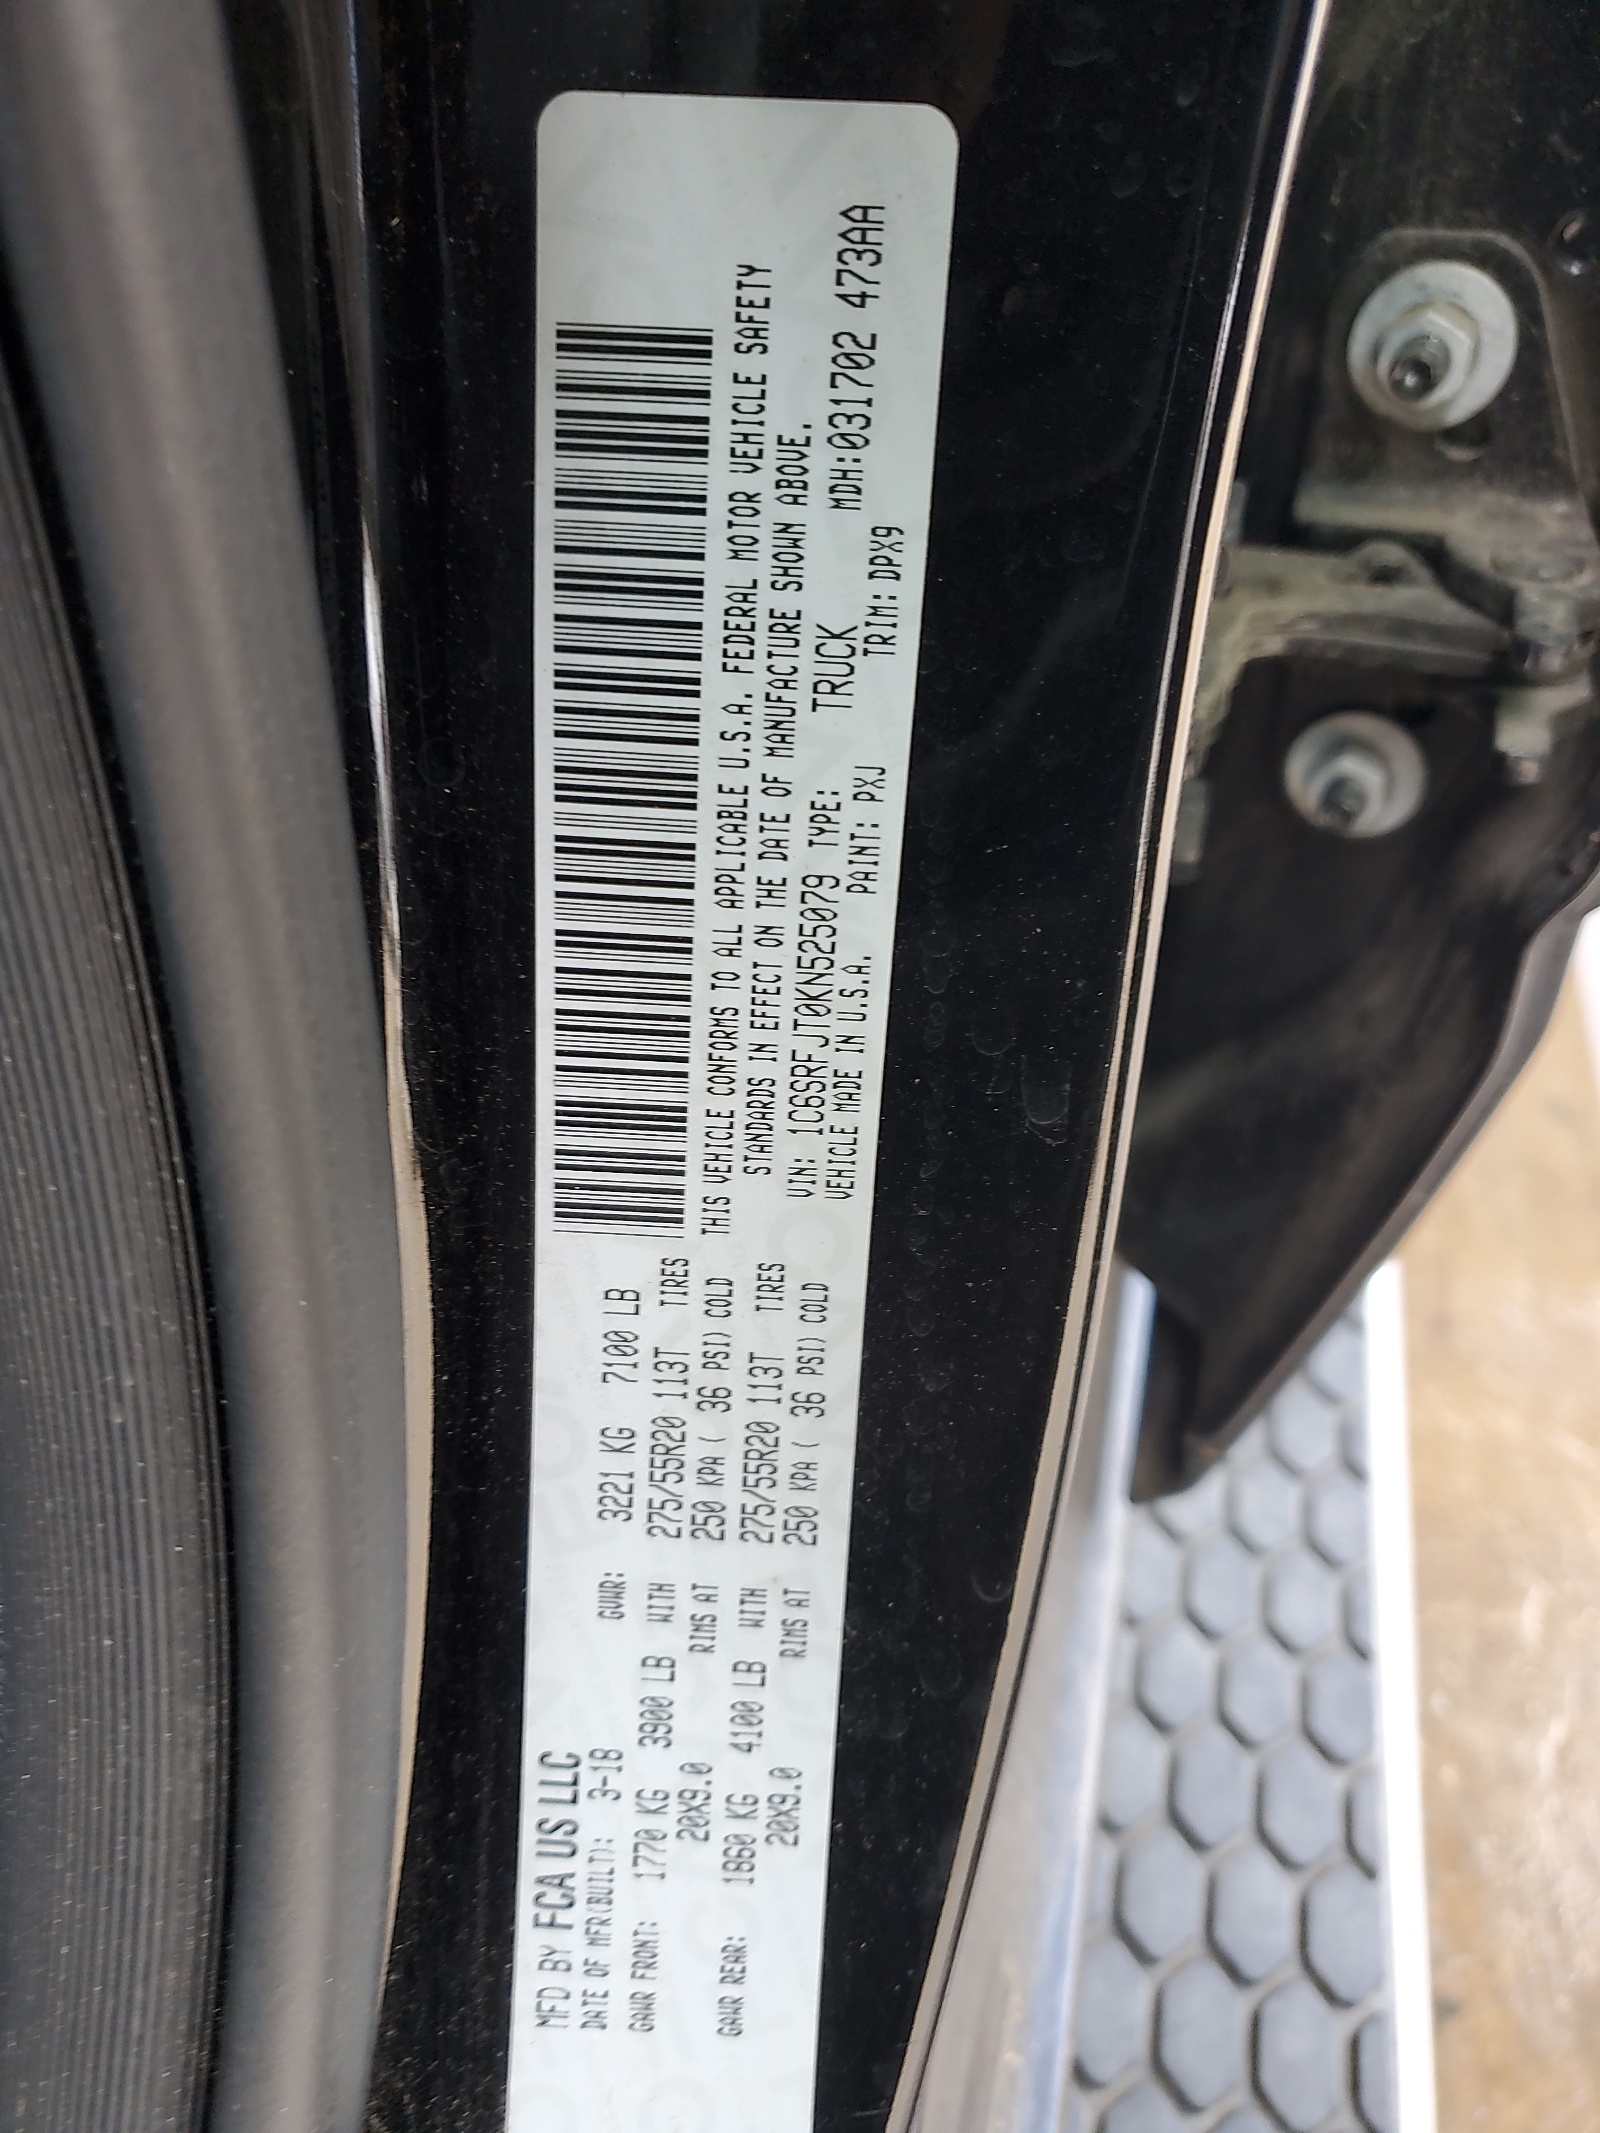 MFD BY FCA US LLC
DATE OF MFR(BUILT): 3-18 GVWR: 3221 KG 7100 LB
GAWR FRONT: 1770 KG 3900 LB WITH 275/55R20 113T TIRES
20X9.0 RIMS AT 250 KPA ( 36 PSI) COLD
GAWR REAR: 1860 KG 4100 LB WITH 275/55R20 113T TIRES
20X9.0 RIMS AT 250 KPA ( 36 PSI) COLD
THIS VEHICLE CONFORMS TO ALL APPLICABLE U.S.A. FEDERAL MOTOR VEHICLE SAFETY
STANDARDS IN EFFECT ON THE DATE OF MANUFACTURE SHOWN ABOVE.
VIN: 1C6SRFJT0KN525079 TYPE: TRUCK MDH:031702 473AA
VEHICLE MADE IN U.S.A. PAINT: PXJ TRIM: DPX9